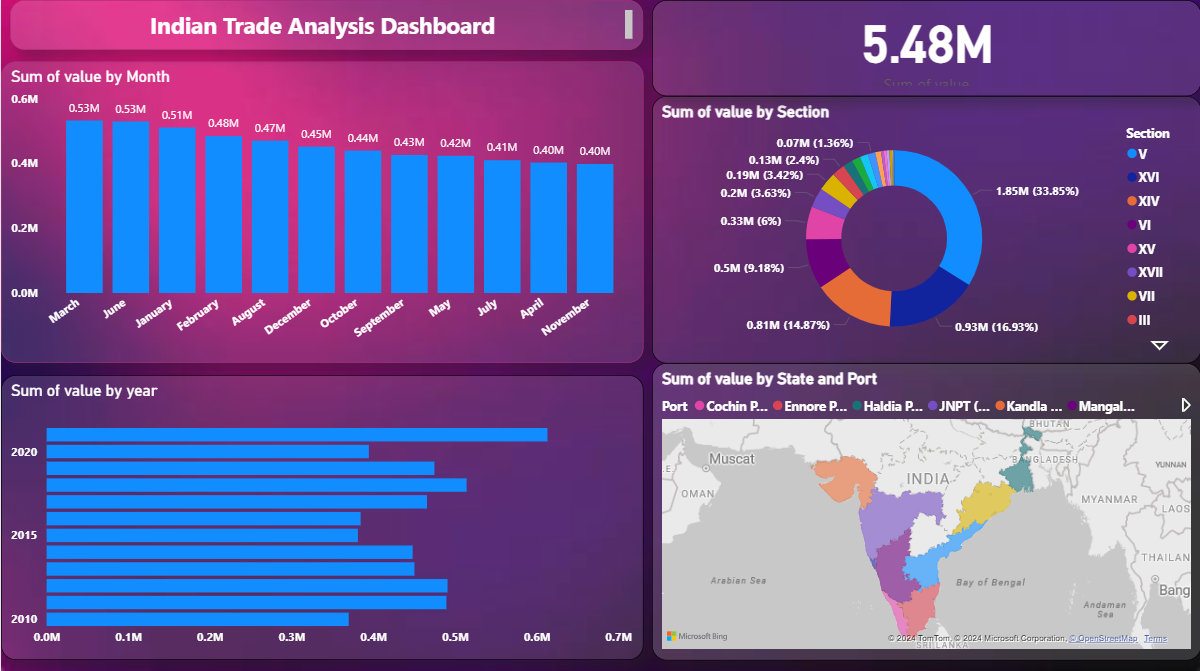 Indian Trade Analysis Dashboard
5.48M
Sum of value
Sum of value by Month
0.6M
0.4M
0.2M
0.0M
0.53M
0.53M
0.51M
0.48M
0.47M
0.45M
0.44M
0.43M
0.42M
0.41M
0.40M
0.40M
March
June
January
February
August
December
October
September
May
July
April
November
Sum of value by Section
0.07M (1.36%)
0.13M (2.4%)
0.19M (3.42%)
0.2M (3.63%)
0.33M (6%)
0.5M (9.18%)
0.81M (14.87%)
0.93M (16.93%)
1.85M (33.85%)
Section
V
XVI
XIV
VI
XV
XVII
VII
III
Sum of value by year
2020
2015
2010
0.0M 0.1M 0.2M 0.3M 0.4M 0.5M 0.6M 0.7M
Sum of value by State and Port
Port Cochin P... Ennore P... Haldia P... JNPT (... Kandla ... Mangal...
BHUTAN
Muscat
BANGLADESH
YUNNAN
INDIA
OMAN
MYANMAR
LAOS
THAILAN
Arabian Sea
Bay of Bengal
Bang
Andaman
Sea
Microsoft Bing
© 2024 TomTom, © 2024 Microsoft Corporation, © OpenStreetMap Terms
SRI LANKA